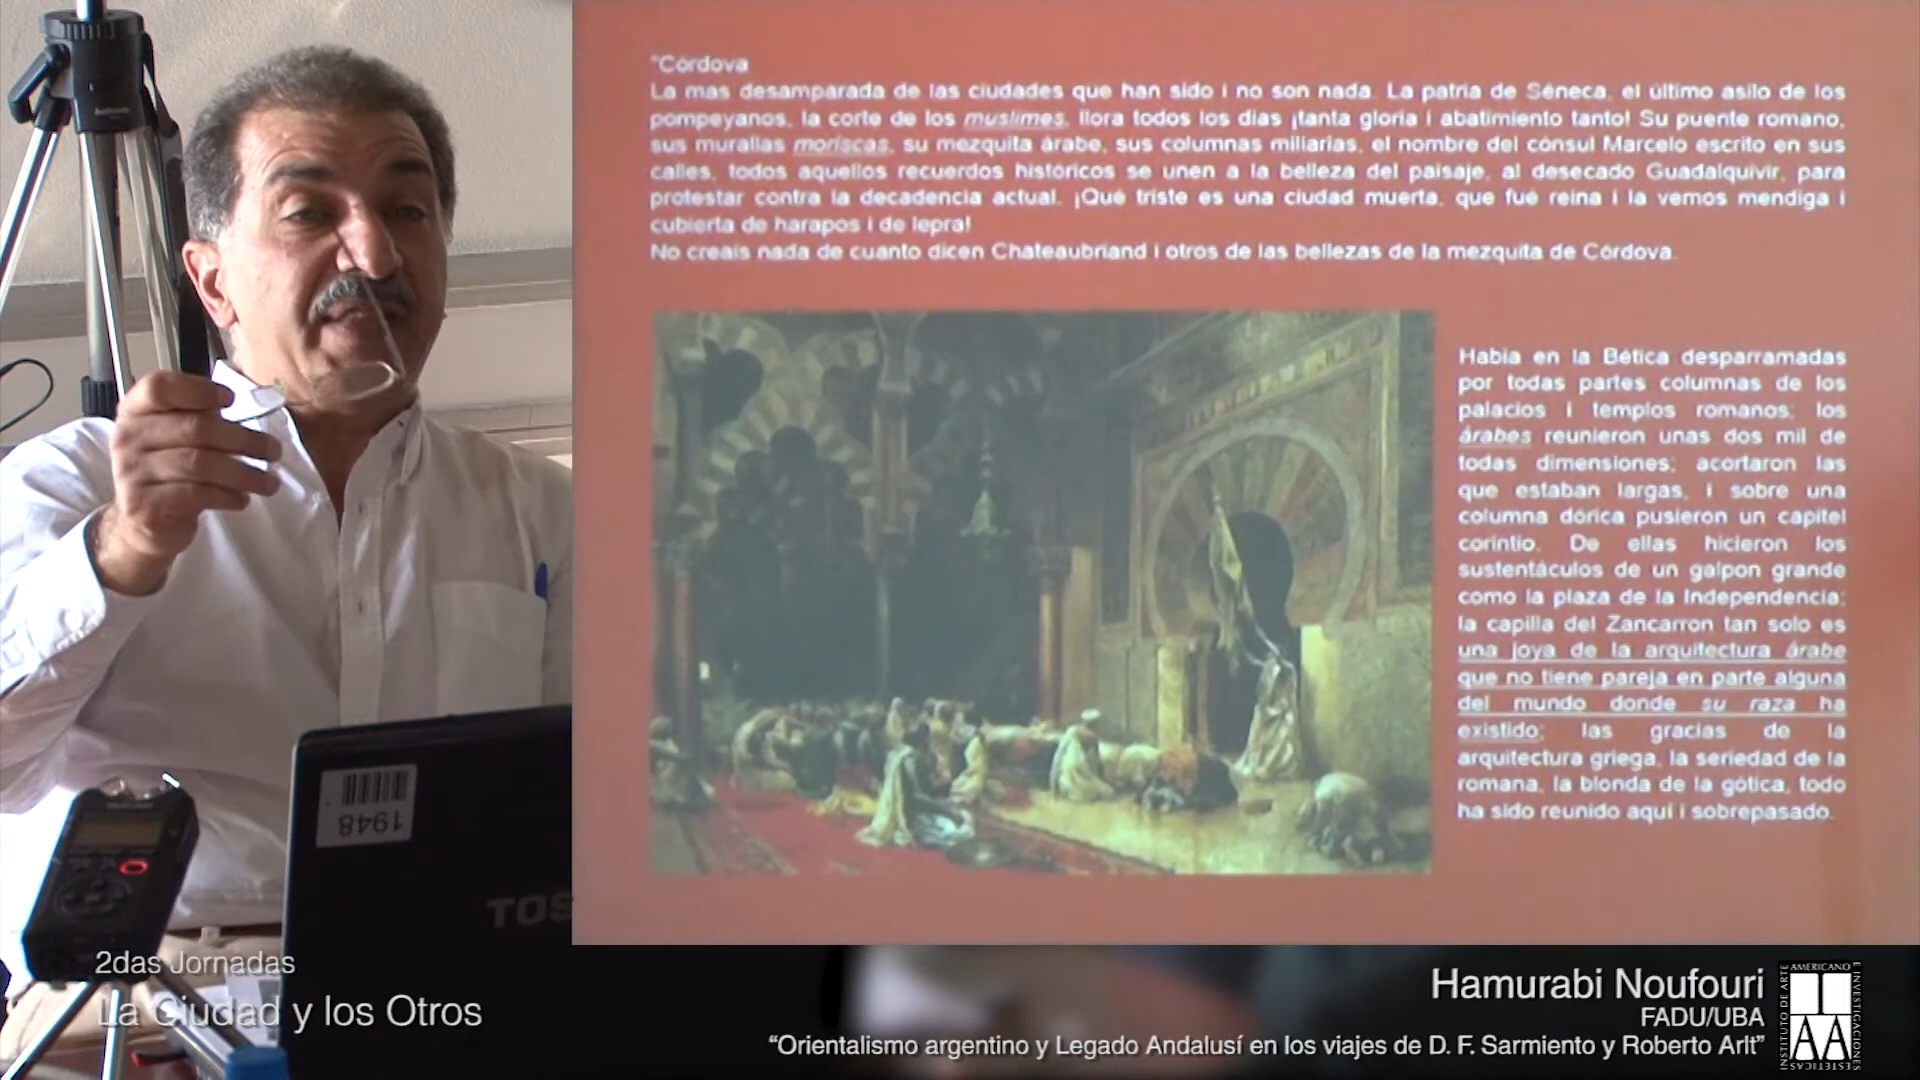 "Córdova
La mas desamparada de las ciudades que han sido i no son nada. La patria de Séneca, el último asilo de los
pompeyanos, la corte de los muslimes, llora todos los dias ¡tanta gloria i abatimiento tanto! Su puente romano,
sus murallas moriscas, su mezquita árabe, sus columnas miliarias, el nombre del cónsul Marcelo escrito en sus
calles, todos aquellos recuerdos históricos se unen a la belleza del paisaje, al desecado Guadalquivir, para
protestar contra la decadencia actual. ¡Qué triste es una ciudad muerta, que fué reina i la vemos mendiga i
cubierta de harapos i de lepra!
No creais nada de cuanto dicen Chateaubriand i otros de las bellezas de la mezquita de Córdova.
Habia en la Bética desparramadas
por todas partes columnas de los
palacios i templos romanos; los
árabes reunieron unas dos mil de
todas dimensiones; acortaron las
que estaban largas, i sobre una
columna dórica pusieron un capitel
corintio. De ellas hicieron los
sustentáculos de un galpon grande
como la plaza de la Independencia;
la capilla del Zancarron tan solo es
una joya de la arquitectura árabe
que no tiene pareja en parte alguna
del mundo donde su raza ha
existido; las gracias de la
arquitectura griega, la seriedad de la
romana, la blonda de la gótica, todo
ha sido reunido aquí i sobrepasado.
1948
TOS
2das Jornadas
La Ciudad y los Otros
Hamurabi Noufouri
FADU/UBA
“Orientalismo argentino y Legado Andalusí en los viajes de D. F. Sarmiento y Roberto Arlt”
INSTITUTO DE ARTE
AMERICANO
E INVESTIGACIONES
ESTETICAS
IAA